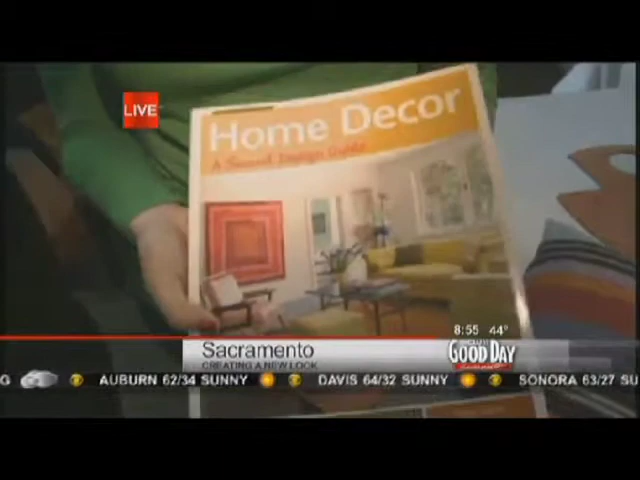 LIVE
Home Decor
A Sunset Design Guide
8:55 44°
Sacramento
CREATING A NEW LOOK
GOOD DAY
G AUBURN 62/34 SUNNY DAVIS 64/32 SUNNY SONORA 63/27 SU